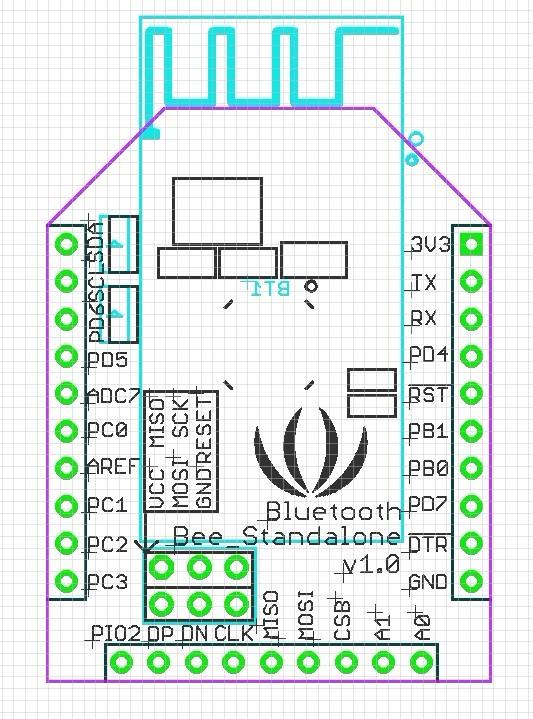 3V3
SDA
SCL
TX
PD6
RX
BT1
PD5
PD4
ADC7
RST
PC0
PB1
AREF
PB0
PC1
PD7
PC2
DTR
PC3
GND
VCC MISO
MOSI SCK
GND RESET
Bluetooth
Bee_Standalone
v1.0
PIO2 DP DN CLK MISO MOSI CSB A1 A0